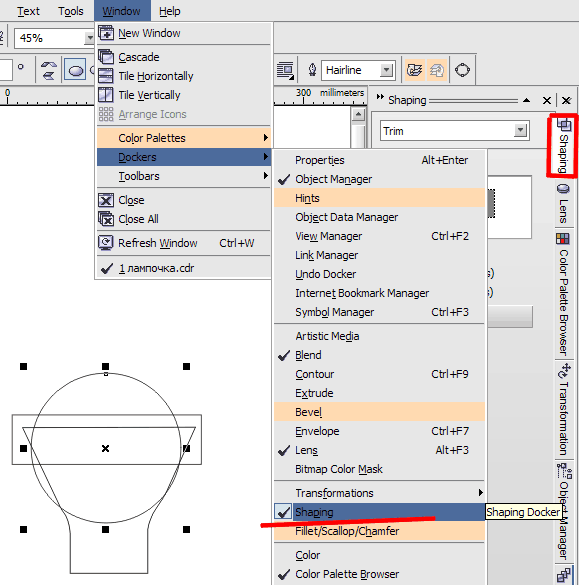 Text Tools Window Help
45%
New Window
Cascade
Tile Horizontally
Tile Vertically
Arrange Icons
Color Palettes
Dockers
Toolbars
Close
Close All
Refresh Window Ctrl+W
1 лампочка.cdr
Hairline
0 300 millimeters
Shaping
Trim
Properties Alt+Enter
Object Manager
Hints
Object Data Manager
View Manager Ctrl+F2
Link Manager
Undo Docker
Internet Bookmark Manager
Symbol Manager Ctrl+F3
Artistic Media
Blend
Contour Ctrl+F9
Extrude
Bevel
Envelope Ctrl+F7
Lens Alt+F3
Bitmap Color Mask
Transformations
Shaping
Shaping Docker
Fillet/Scallop/Chamfer
Color
Color Palette Browser
Shaping
Lens
Color Palette Browser
Transformation
Object Manager